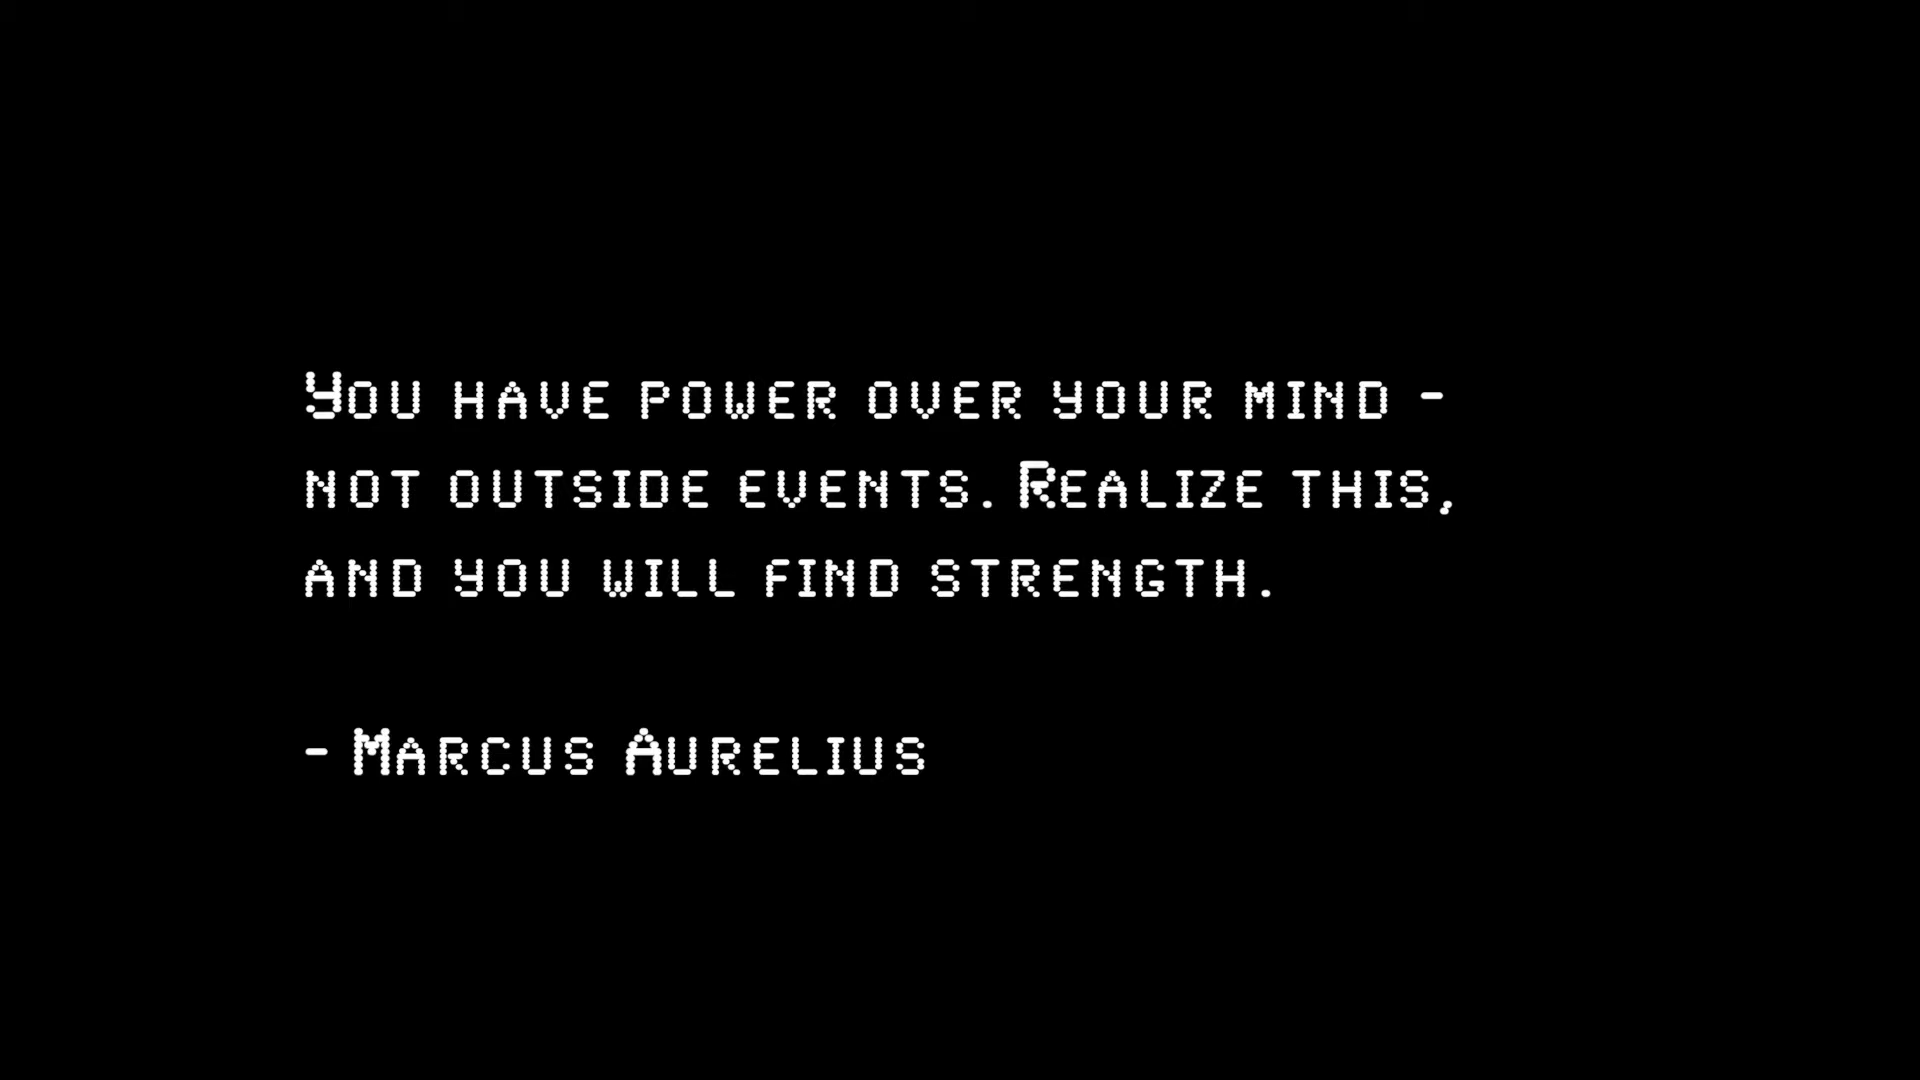 You have power over your mind -
not outside events. Realize this,
and you will find strength.
- Marcus Aurelius